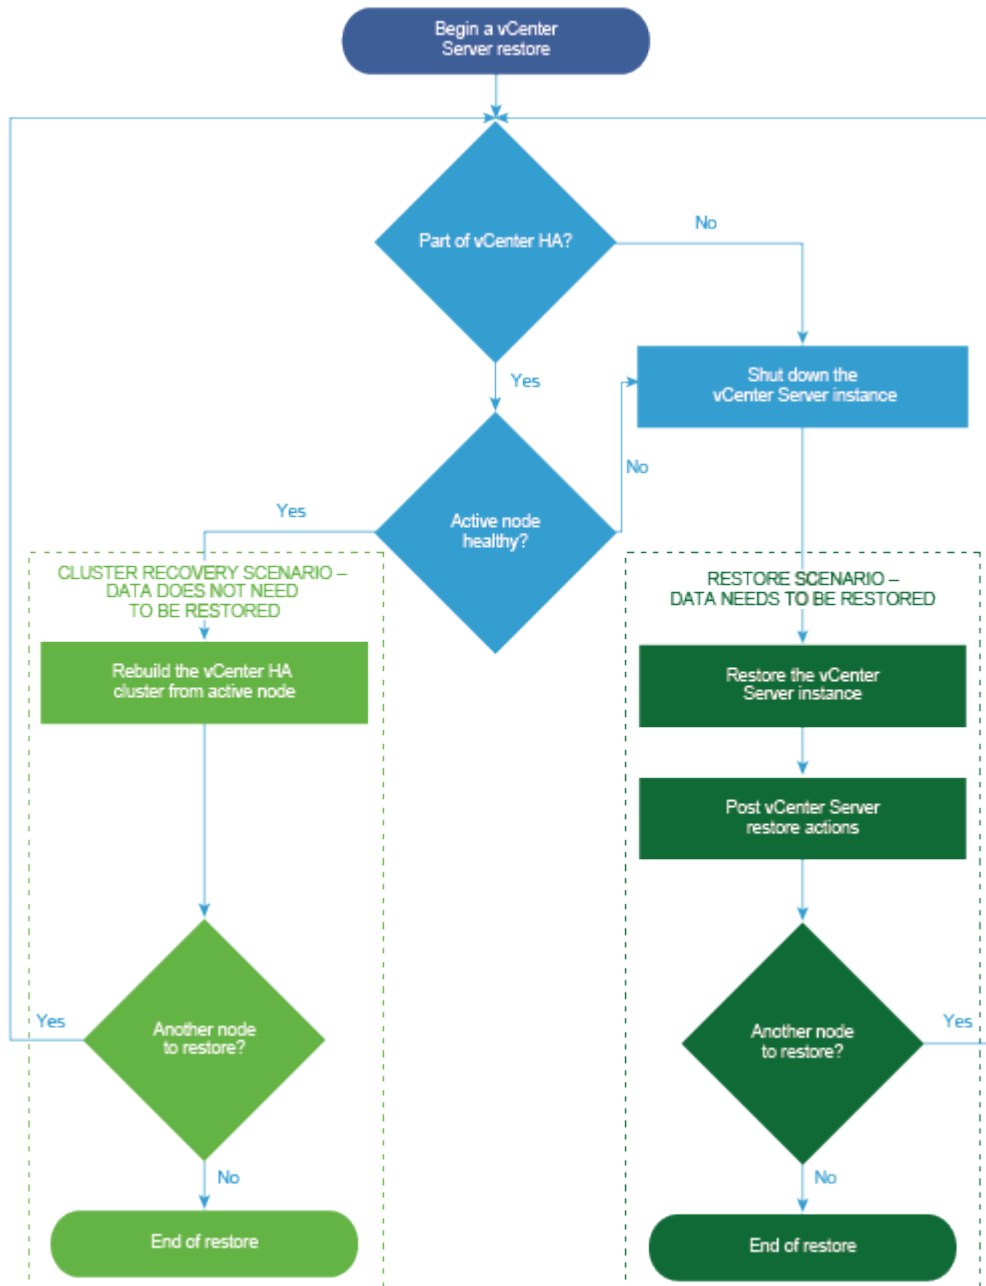 Begin a vCenter
Server restore
Part of vCenter HA?
No
Yes
Shut down the
vCenter Server instance
No
Active node
healthy?
Yes
CLUSTER RECOVERY SCENARIO –
DATA DOES NOT NEED
TO BE RESTORED
Rebuild the vCenter HA
cluster from active node
Another node
to restore?
Yes
No
End of restore
RESTORE SCENARIO –
DATA NEEDS TO BE RESTORED
Restore the vCenter
Server instance
Post vCenter Server
restore actions
Another node
to restore?
Yes
No
End of restore